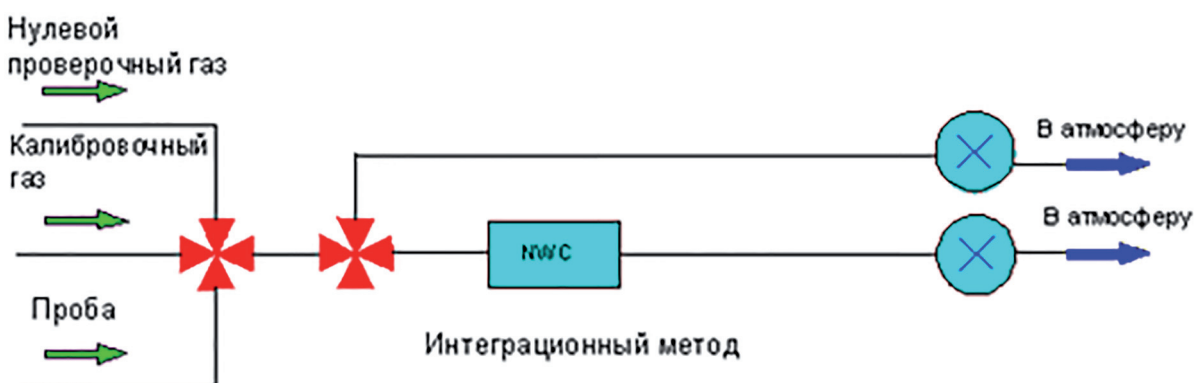 Нулевой
проверочный газ
Калибровочный
газ
Проба
NWC
В атмосферу
В атмосферу
Интеграционный метод